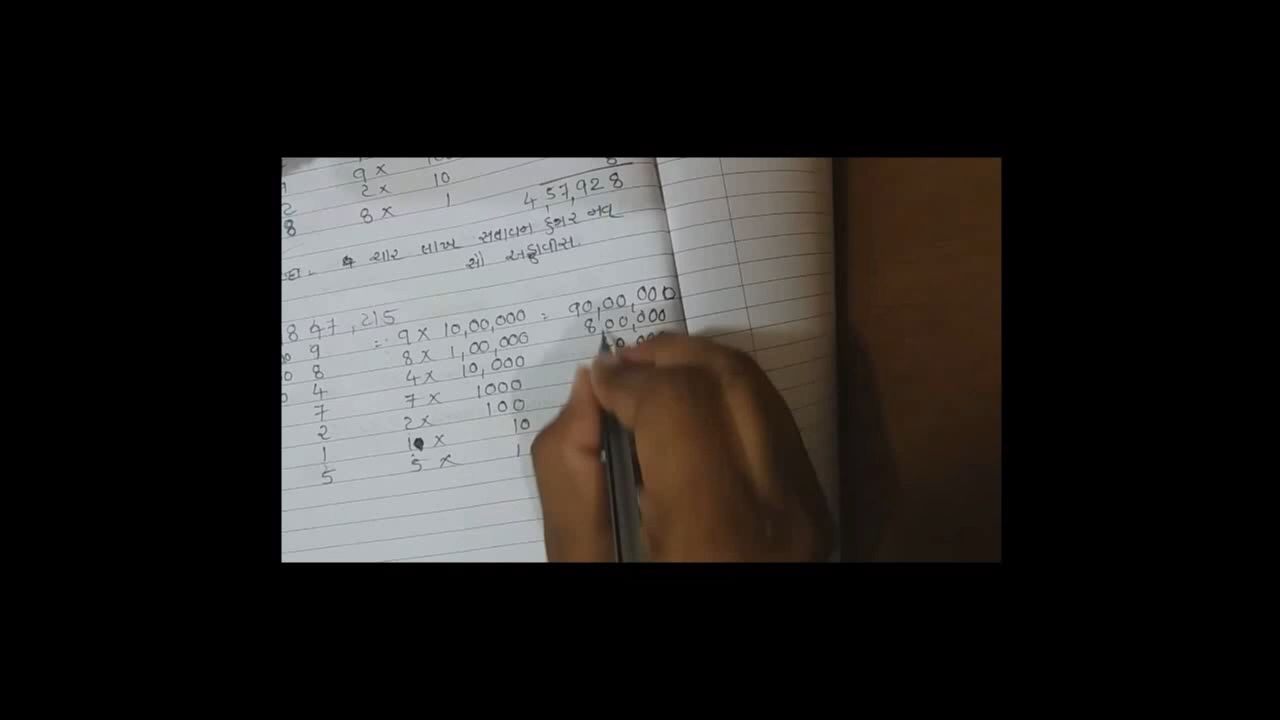 9 ×
2 2 × 10
8 8 × 1 4,57,928
ચાર લાખ સત્તાવન હજાર નવ
સો અઠ્ઠાવીસ.
847,215
9 = 9 × 10,00,000 = 90,00,000
8 8 × 1,00,000 8,00,000
4 4 × 10,000
7 7 × 1000
2 2 × 100
1 1 × 10
5 5 × 1